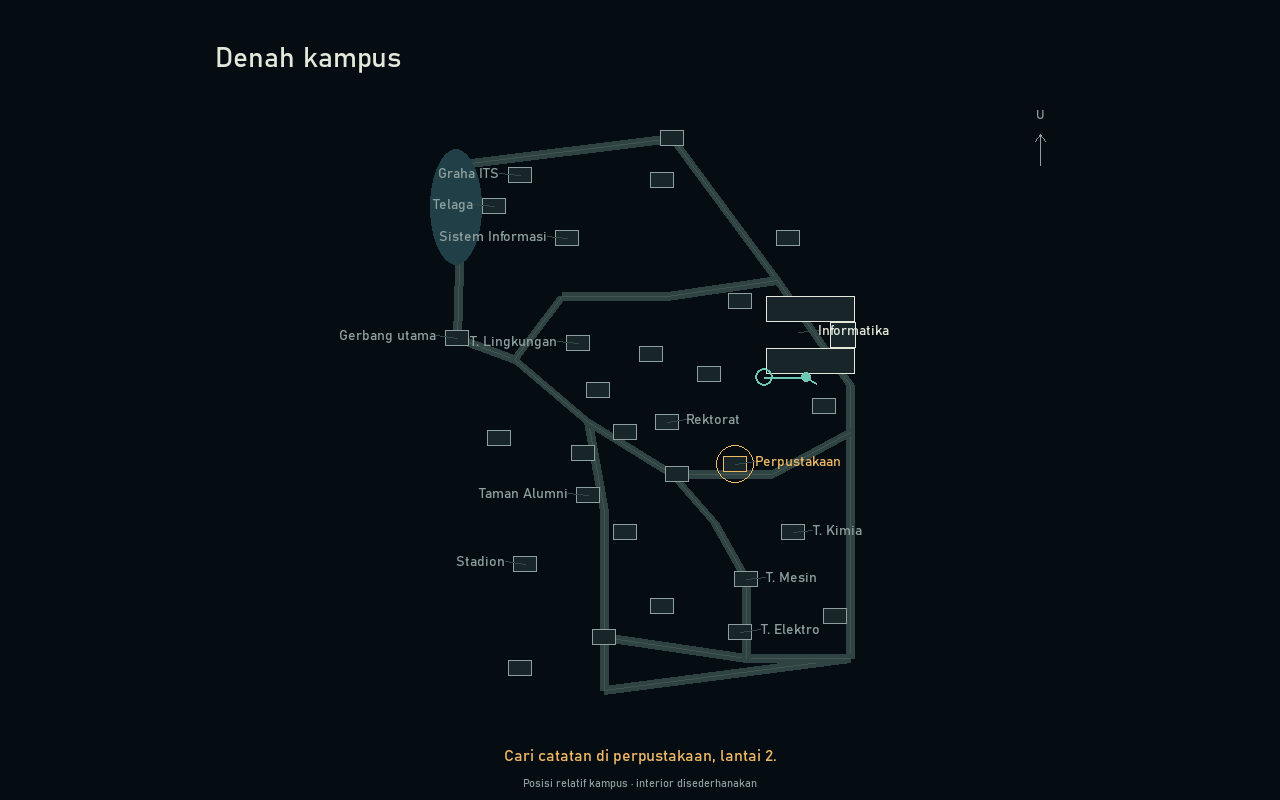 Denah kampus
U
Graha ITS
Telaga
Sistem Informasi
Gerbang utama
T. Lingkungan
Informatika
Rektorat
Perpustakaan
Taman Alumni
T. Kimia
Stadion
T. Mesin
T. Elektro
Cari catatan di perpustakaan, lantai 2.
Posisi relatif kampus · interior disederhanakan